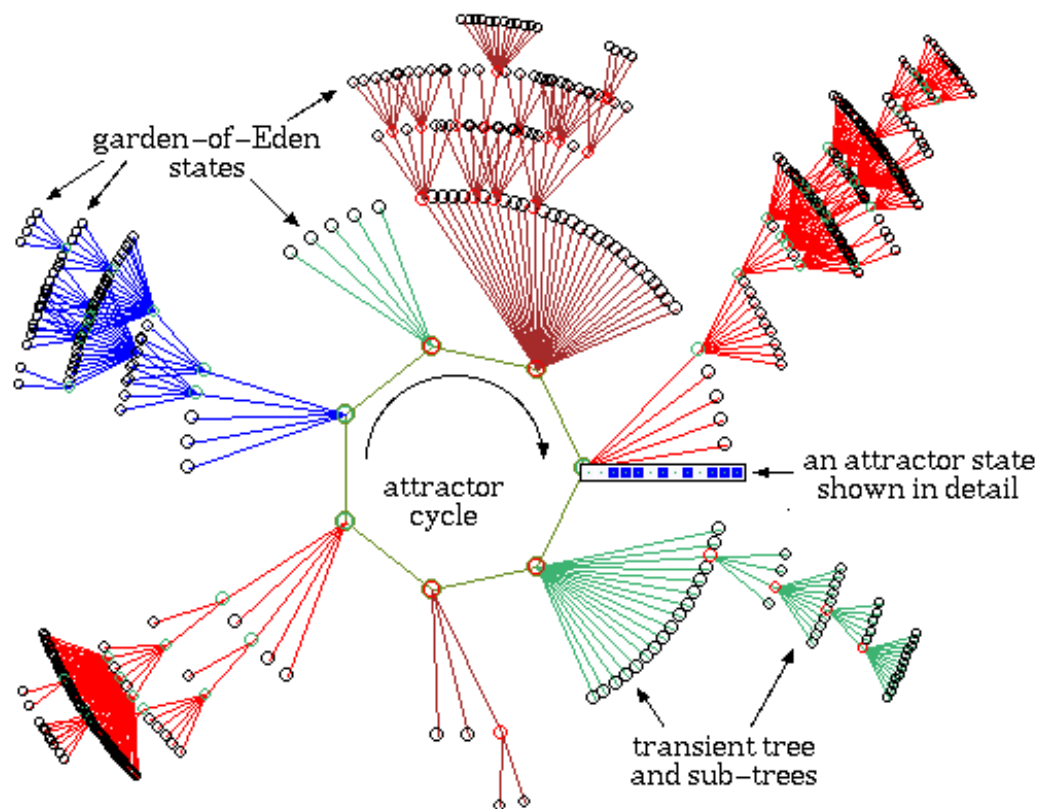 garden-of-Eden
states
attractor
cycle
an attractor state
shown in detail
transient tree
and sub-trees